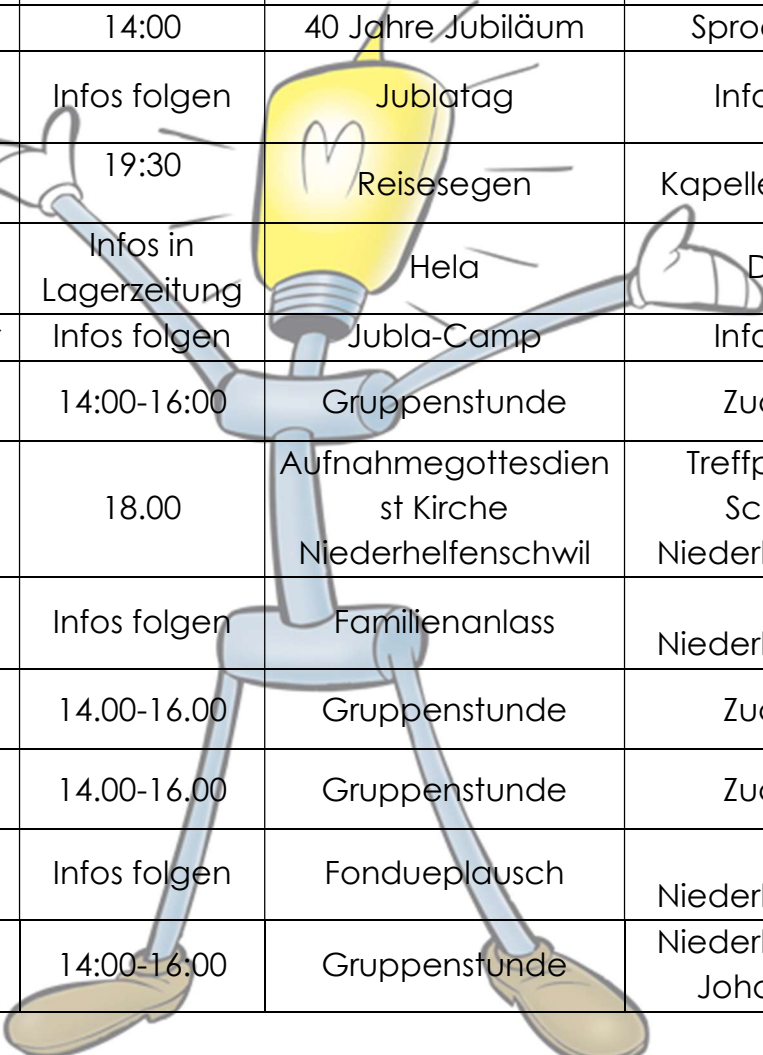 14:00 40 Jahre Jubiläum
Infos folgen Jublatag
19:30 Reisesegen
Infos in
Lagerzeitung Hela
Infos folgen Jubla-Camp
14:00-16:00 Gruppenstunde
Aufnahmegottesdien
18.00 st Kirche
Niederhelfenschwil
Infos folgen Familienanlass
14.00-16.00 Gruppenstunde
14.00-16.00 Gruppenstunde
Infos folgen Fondueplausch
14:00-16:00 Gruppenstunde